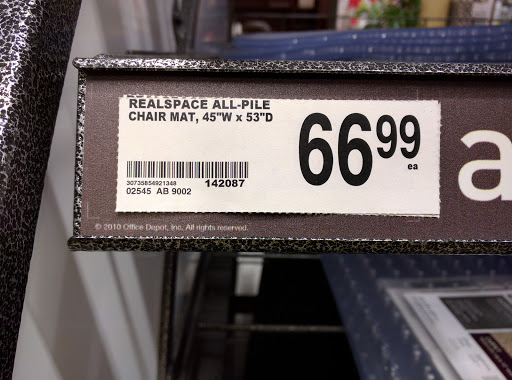 REALSPACE ALL-PILE
CHAIR MAT, 45"W x 53"D
6699
ea
30735854921348
142087
02545 AB 9002
© 2010 Office Depot, Inc. All rights reserved.
a